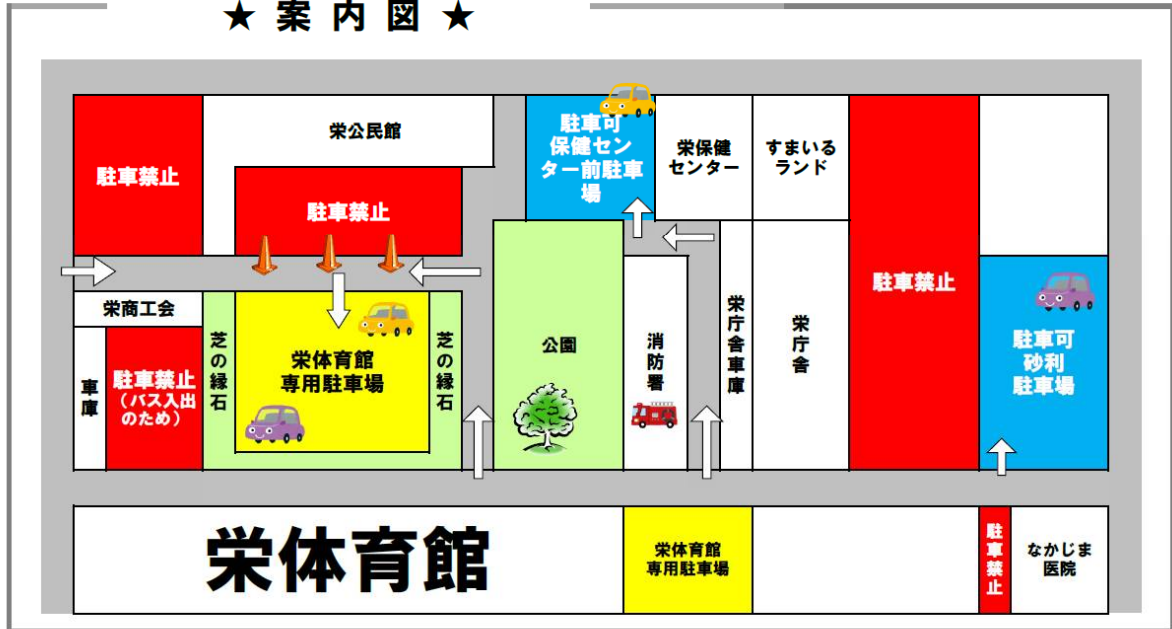 ★ 案 内 図 ★
駐車禁止
栄公民館
駐車禁止
駐車可
保健セン
ター前駐車
場
栄保健
センター
すまいる
ランド
駐車禁止
栄商工会
車庫
駐車禁止
（バス入出
のため）
芝の縁石
栄体育館
専用駐車場
芝の縁石
公園
消防署
栄庁舎車庫
栄庁舎
駐車可
砂利
駐車場
栄体育館
栄体育館
専用駐車場
駐車禁止
なかじま
医院